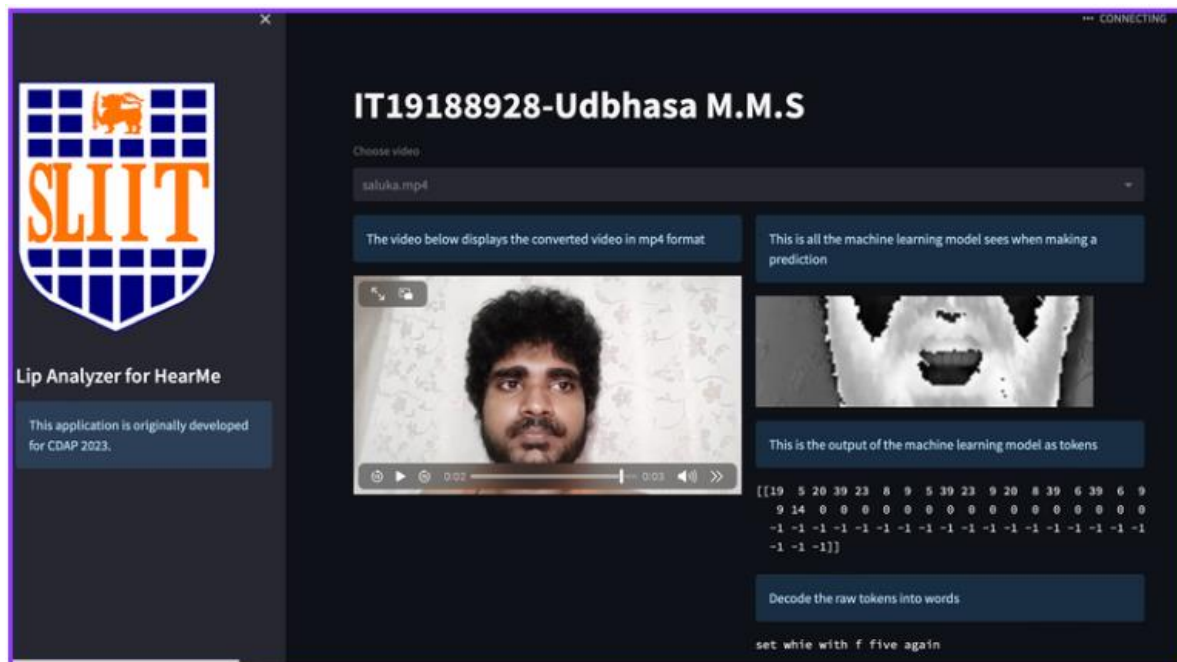 ✕
SLIIT
Lip Analyzer for HearMe
This application is originally developed
for CDAP 2023.
••• CONNECTING
IT19188928-Udbhasa M.M.S
Choose video
saluka.mp4
The video below displays the converted video in mp4 format
0:02
0:03
This is all the machine learning model sees when making a
prediction
This is the output of the machine learning model as tokens
[[19 5 20 39 23 8 9 5 39 23 9 20 8 39 6 39 6 9
9 14 0 0 0 0 0 0 0 0 0 0 0 0 0 0 0 0
-1 -1 -1 -1 -1 -1 -1 -1 -1 -1 -1 -1 -1 -1 -1 -1 -1 -1
-1 -1 -1]]
Decode the raw tokens into words
set whie with f five again